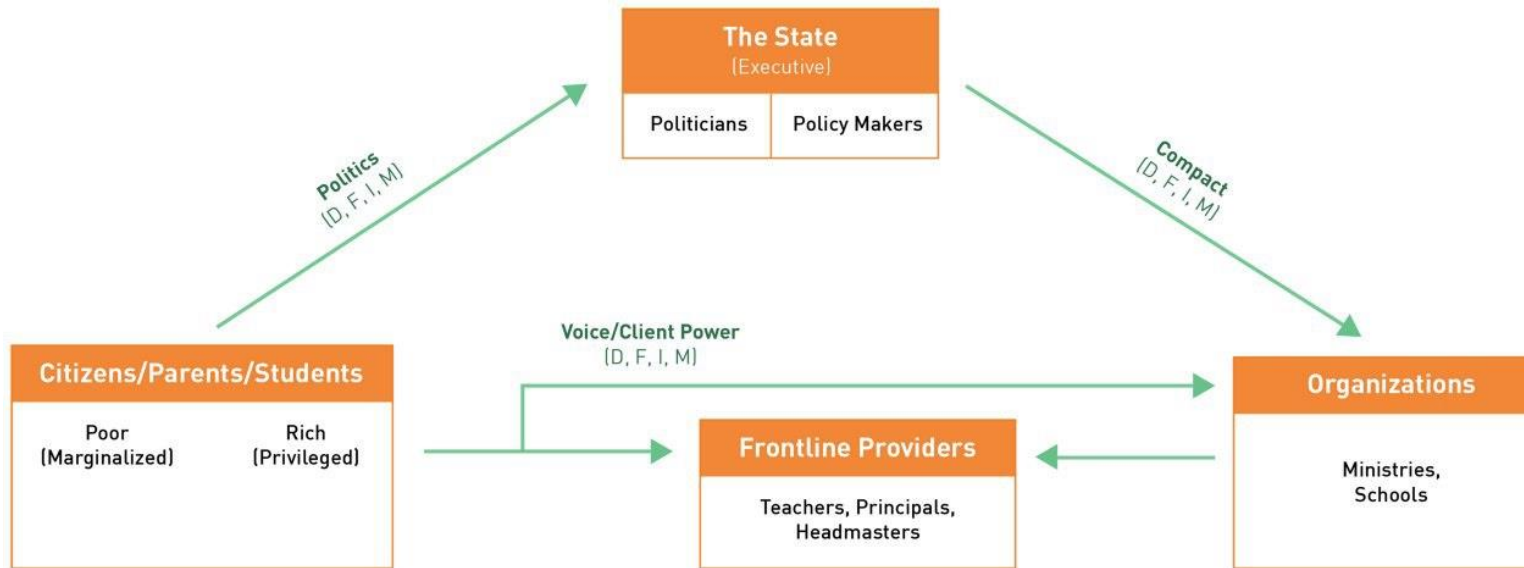 The State
(Executive)
Politicians
Policy Makers
Politics
(D, F, I, M)
Compact
(D, F, I, M)
Voice/Client Power
(D, F, I, M)
Citizens/Parents/Students
Poor
(Marginalized)
Rich
(Privileged)
Frontline Providers
Teachers, Principals,
Headmasters
Organizations
Ministries,
Schools